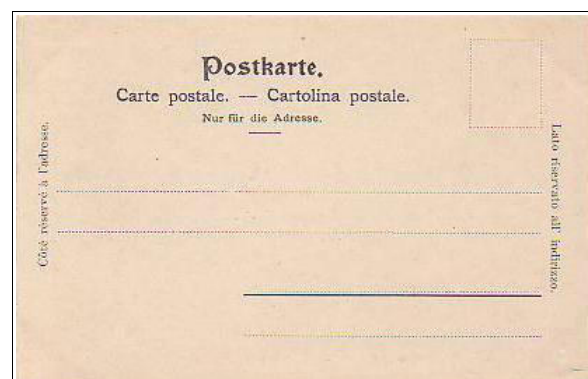 Postkarte.
Carte postale. — Cartolina postale.
Nur für die Adresse.
Côté réservé à l'adresse.
Lato riservato all' indirizzo.